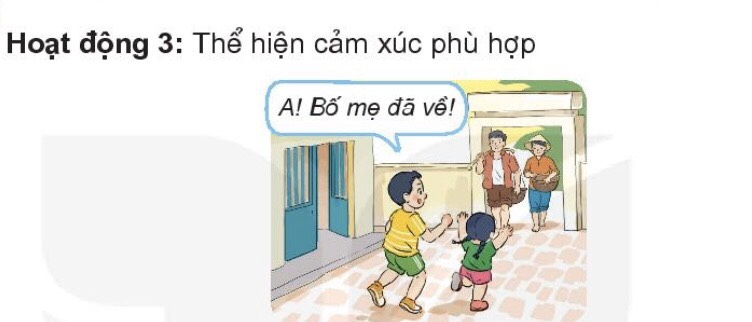 Hoạt động 3: Thể hiện cảm xúc phù hợp
A! Bố mẹ đã về!